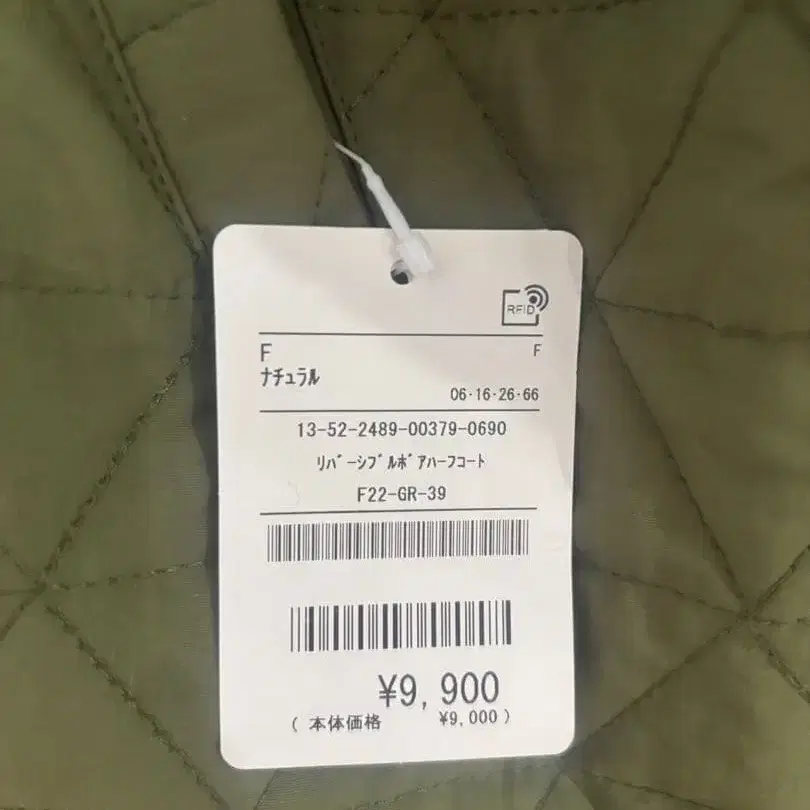 RFID
F F
ナチュラル
06·16·26·66
13-52-2489-00379-0690
ﾘﾊﾞｰｼﾌﾞﾙﾎﾞｱﾊｰﾌｺｰﾄ
F22-GR-39
¥9,900
( 本体価格 ¥9,000 )